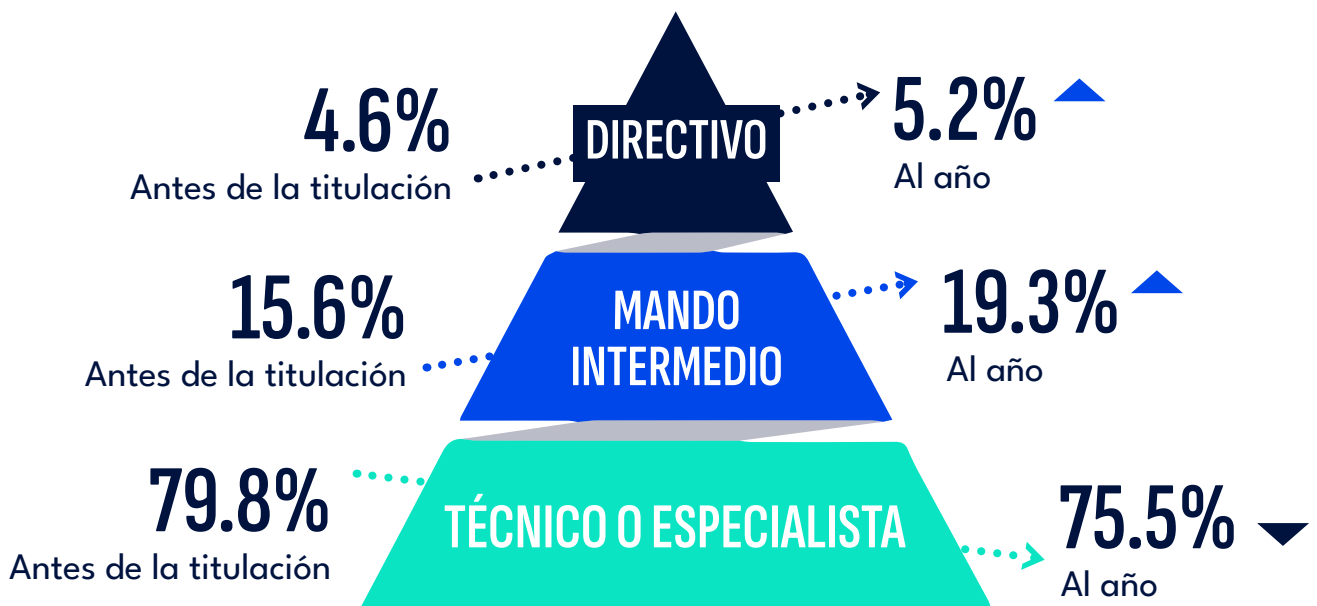 4.6%
Antes de la titulación
DIRECTIVO
5.2%
Al año
15.6%
Antes de la titulación
MANDO
INTERMEDIO
19.3%
Al año
79.8%
Antes de la titulación
TÉCNICO O ESPECIALISTA
75.5%
Al año